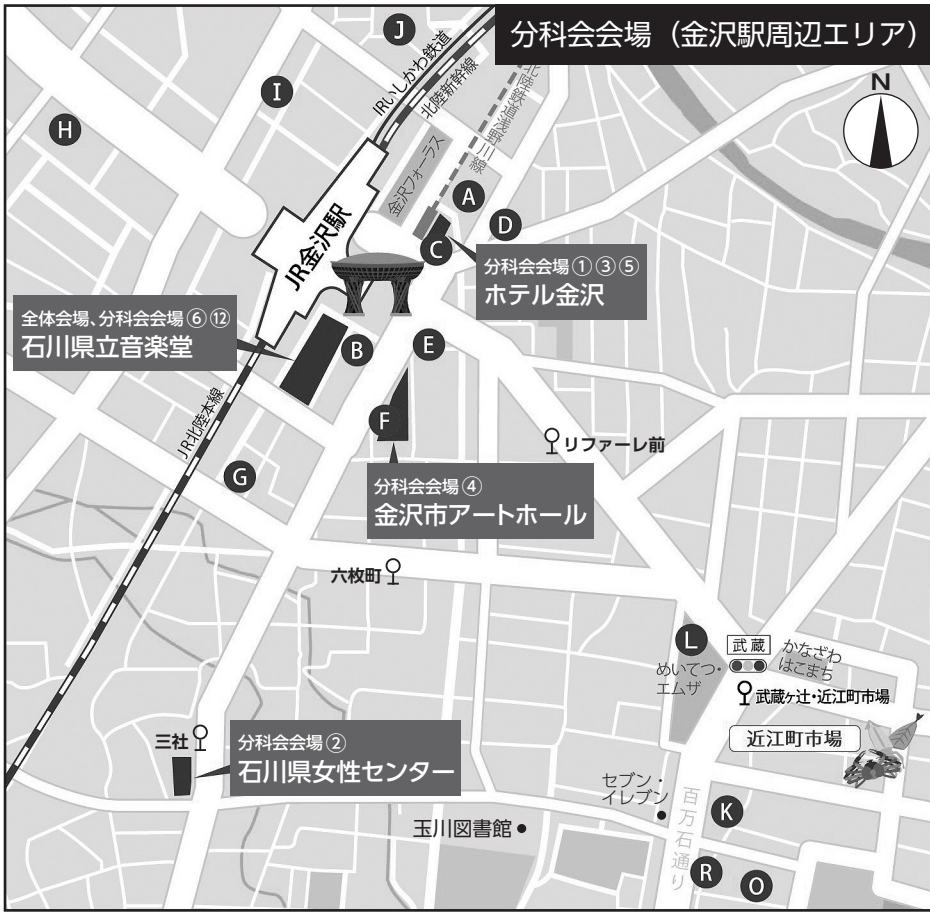 分科会会場（金沢駅周辺エリア）
N
J
IRいしかわ鉄道
北陸新幹線
北陸鉄道浅野川線
I
H
金沢フォーラス
A
D
C
JR金沢駅
分科会会場①③⑤
ホテル金沢
全体会場、分科会会場⑥⑫
石川県立音楽堂
B
E
F
JR北陸本線
リファーレ前
G
分科会会場④
金沢市アートホール
六枚町
L
武蔵
かなざわ
はこまち
めいてつ・
エムザ
武蔵ヶ辻・近江町市場
三社
分科会会場②
石川県女性センター
近江町市場
セブン・
イレブン
百万石通り
K
玉川図書館
R
O